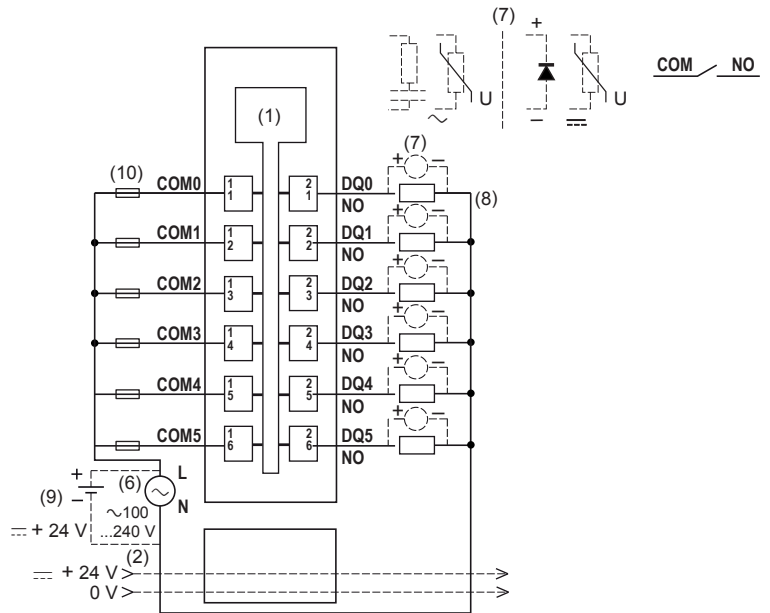 (7)
+
U
–
U
COM NO
(1)
(7)
(10)
COM0
1
1
2
1
DQ0
NO
+ –
(8)
COM1
1
2
2
2
DQ1
NO
+ –
COM2
1
3
2
3
DQ2
NO
+ –
COM3
1
4
2
4
DQ3
NO
+ –
COM4
1
5
2
5
DQ4
NO
+ –
COM5
1
6
2
6
DQ5
NO
+ –
+
–
(9)
(6)
L
N
~100
...240 V
+ 24 V
(2)
+ 24 V
0 V